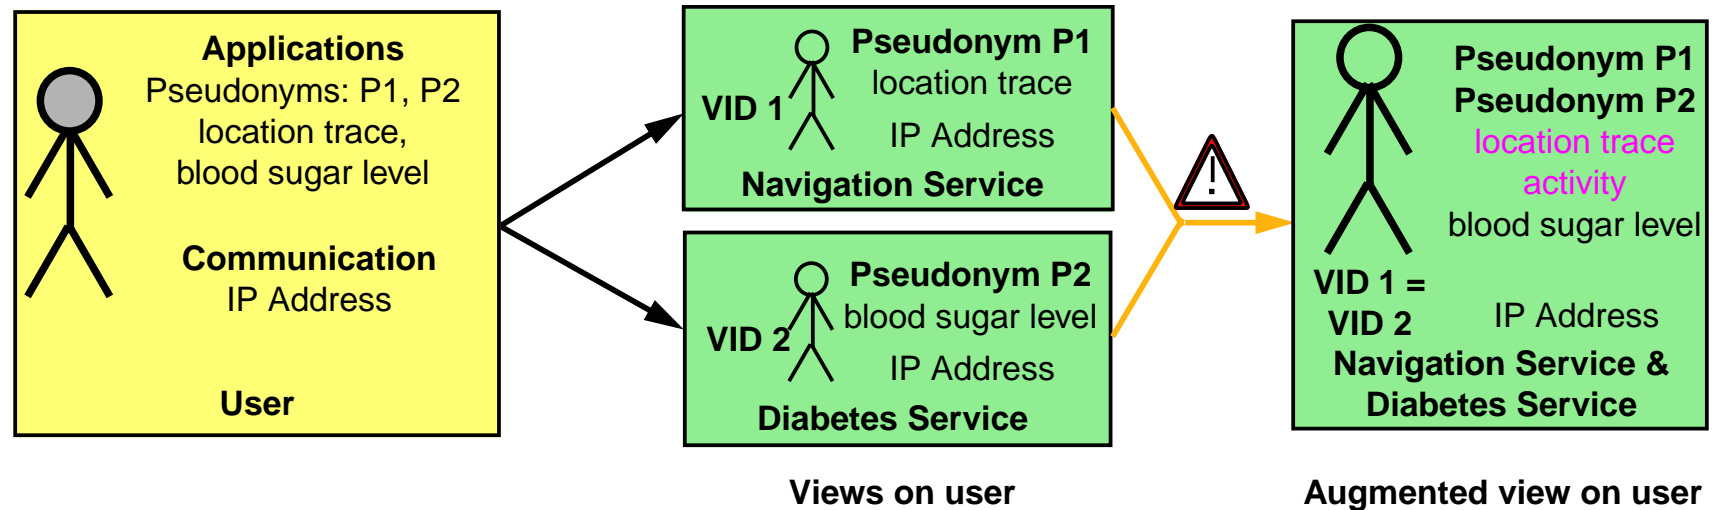 Applications
Pseudonyms: P1, P2
location trace,
blood sugar level
Communication
IP Address
User
Pseudonym P1
location trace
VID 1
IP Address
Navigation Service
Pseudonym P2
blood sugar level
VID 2
IP Address
Diabetes Service
Views on user
!
Pseudonym P1
Pseudonym P2
location trace
activity
blood sugar level
VID 1 =
VID 2
IP Address
Navigation Service &
Diabetes Service
Augmented view on user